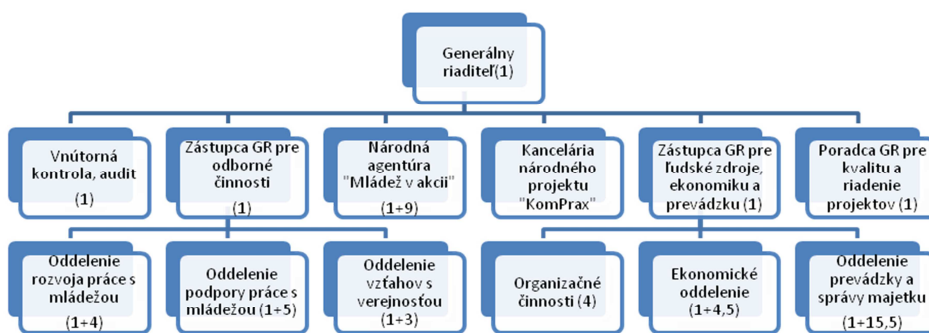 Generálny
riaditeľ(1)
Vnútorná
kontrola, audit
(1)
Zástupca GR pre
odborné
činnosti
(1)
Národná
agentúra
"Mládež v akcii"
(1+9)
Kancelária
národného
projektu
"KomPrax"
Zástupca GR pre
ľudské zdroje,
ekonomiku a
prevádzku (1)
Poradca GR pre
kvalitu a
riadenie
projektov (1)
Oddelenie
rozvoja práce s
mládežou
(1+4)
Oddelenie
podpory práce s
mládežou (1+5)
Oddelenie
vzťahov s
verejnosťou
(1+3)
Organizačné
činnosti (4)
Ekonomické
oddelenie
(1+4,5)
Oddelenie
prevádzky a
správy majetku
(1+15,5)